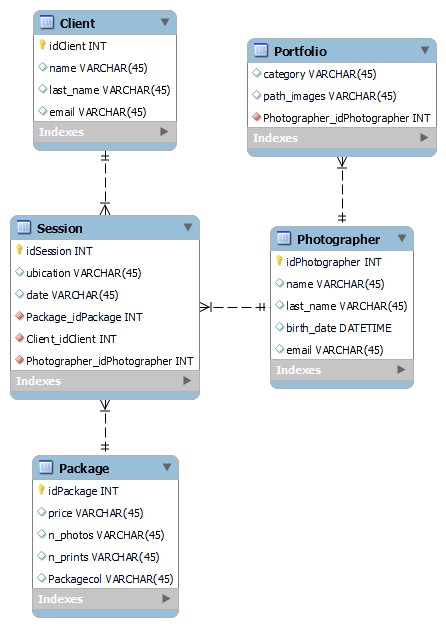 Client
idClient INT
name VARCHAR(45)
last_name VARCHAR(45)
email VARCHAR(45)
Indexes
Portfolio
category VARCHAR(45)
path_images VARCHAR(45)
Photographer_idPhotographer INT
Indexes
Session
idSession INT
ubication VARCHAR(45)
date VARCHAR(45)
Package_idPackage INT
Client_idClient INT
Photographer_idPhotographer INT
Indexes
Photographer
idPhotographer INT
name VARCHAR(45)
last_name VARCHAR(45)
birth_date DATETIME
email VARCHAR(45)
Indexes
Package
idPackage INT
price VARCHAR(45)
n_photos VARCHAR(45)
n_prints VARCHAR(45)
Packagecol VARCHAR(45)
Indexes